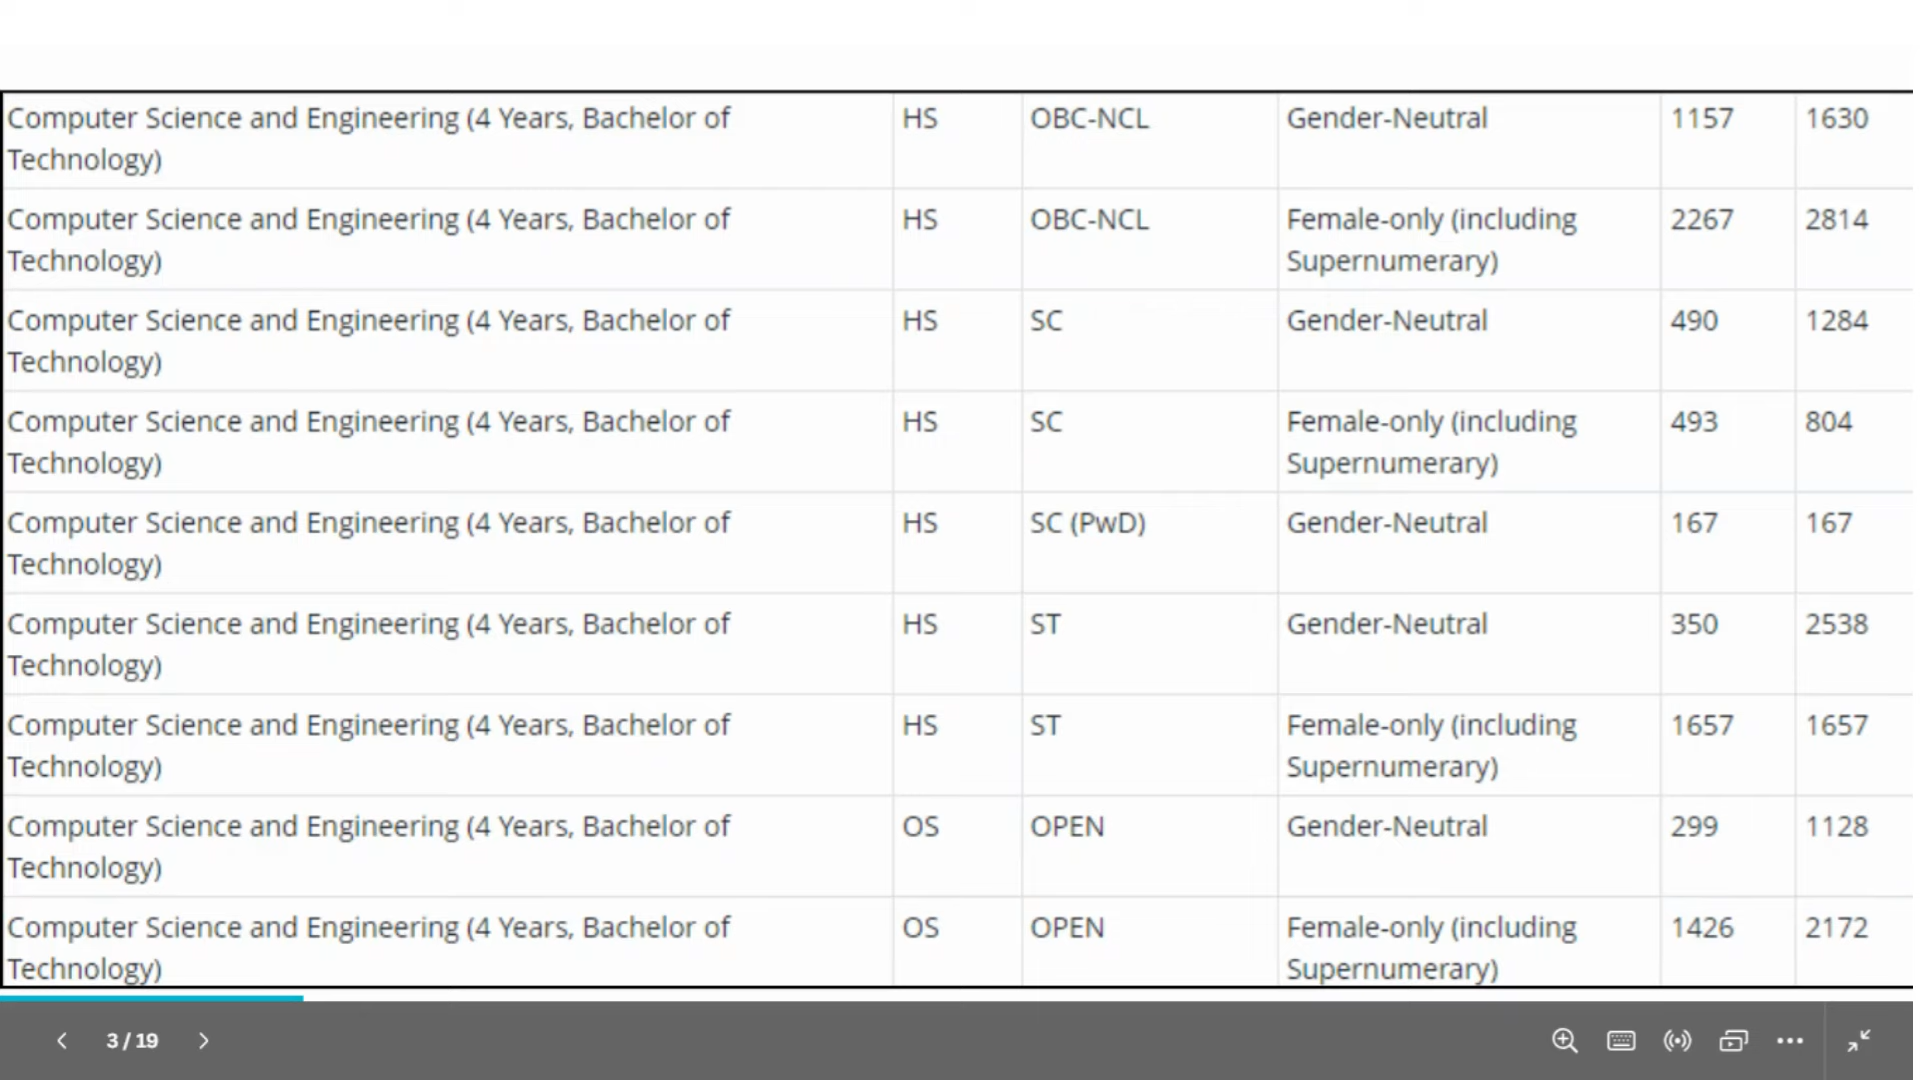 Computer Science and Engineering (4 Years, Bachelor of Technology) HS OBC-NCL Gender-Neutral 1157 1630
Computer Science and Engineering (4 Years, Bachelor of Technology) HS OBC-NCL Female-only (including Supernumerary) 2267 2814
Computer Science and Engineering (4 Years, Bachelor of Technology) HS SC Gender-Neutral 490 1284
Computer Science and Engineering (4 Years, Bachelor of Technology) HS SC Female-only (including Supernumerary) 493 804
Computer Science and Engineering (4 Years, Bachelor of Technology) HS SC (PwD) Gender-Neutral 167 167
Computer Science and Engineering (4 Years, Bachelor of Technology) HS ST Gender-Neutral 350 2538
Computer Science and Engineering (4 Years, Bachelor of Technology) HS ST Female-only (including Supernumerary) 1657 1657
Computer Science and Engineering (4 Years, Bachelor of Technology) OS OPEN Gender-Neutral 299 1128
Computer Science and Engineering (4 Years, Bachelor of Technology) OS OPEN Female-only (including Supernumerary) 1426 2172
3 / 19